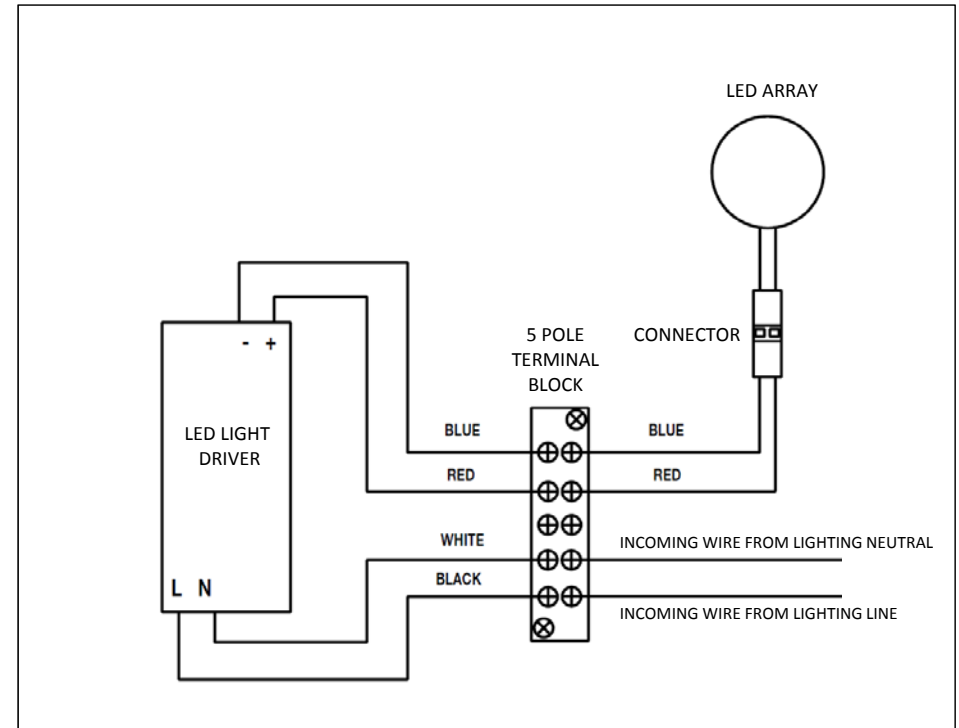 LED ARRAY
- +
5 POLE
TERMINAL
BLOCK
CONNECTOR
LED LIGHT
DRIVER
BLUE
BLUE
RED
RED
WHITE
INCOMING WIRE FROM LIGHTING NEUTRAL
BLACK
L N
INCOMING WIRE FROM LIGHTING LINE